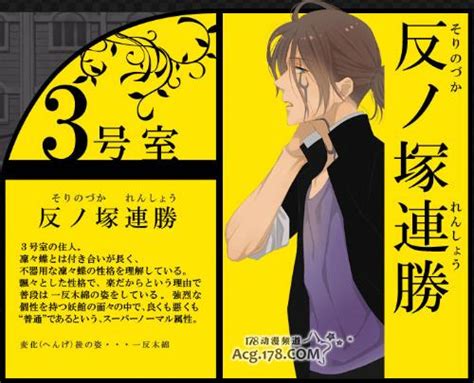 3号室
そりのづか れんしょう
反ノ塚連勝
3号室の住人。
凜々蝶とは付き合いが長く、
不器用な凜々蝶の性格を理解している。
飄々とした性格で、楽だからという理由で
普段は一反木綿の姿をしている。強烈な
個性を持つ妖館の面々の中で、良くも悪くも
“普通”であるという、スーパーノーマル属性。
変化(へんげ)後の姿・・・一反木綿
そりのづか れんしょう
反ノ塚連勝
178动漫频道
Acg.178.COM